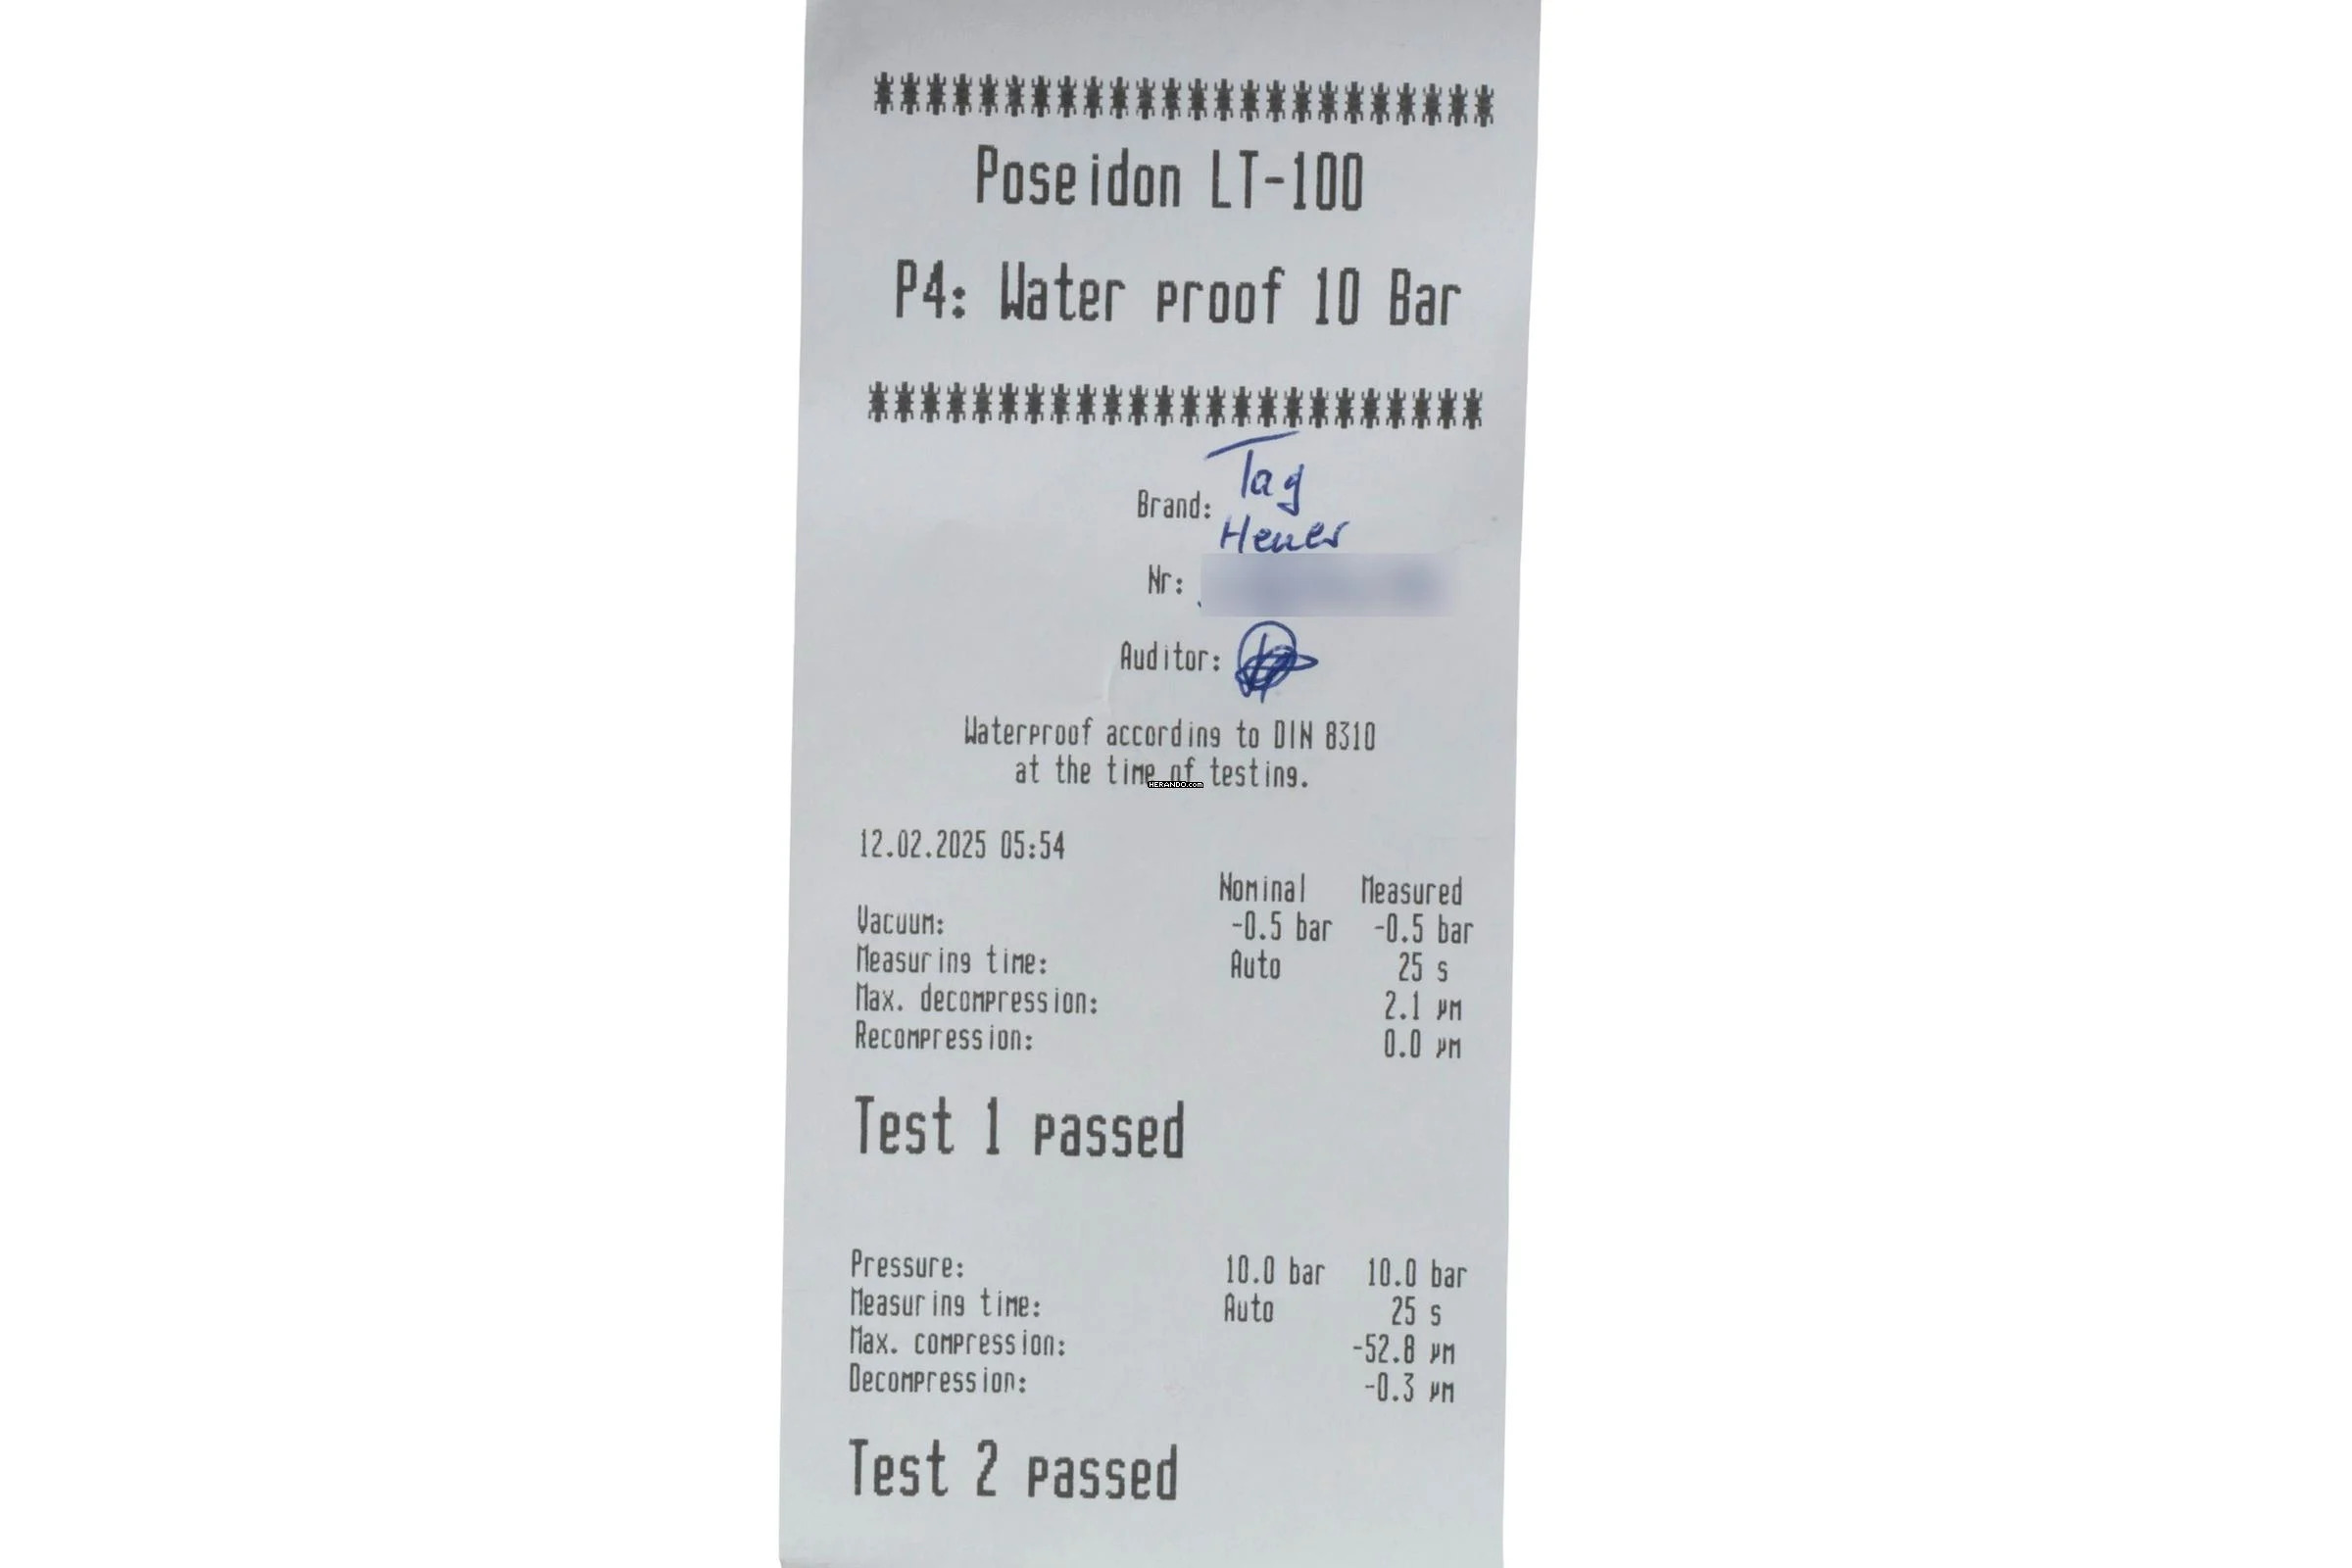 ************************
Poseidon LT-100
P4: Water proof 10 Bar
************************
Brand: Tag
Heuer
Nr:
Auditor:
Waterproof according to DIN 8310
at the time of testing.
HERANDO.com
12.02.2025 05:54
Nominal Measured
Vacuum: -0.5 bar -0.5 bar
Measuring time: Auto 25 s
Max. decompression: 2.1 µm
Recompression: 0.0 µm
Test 1 passed
Pressure: 10.0 bar 10.0 bar
Measuring time: Auto 25 s
Max. compression: -52.8 µm
Decompression: -0.3 µm
Test 2 passed